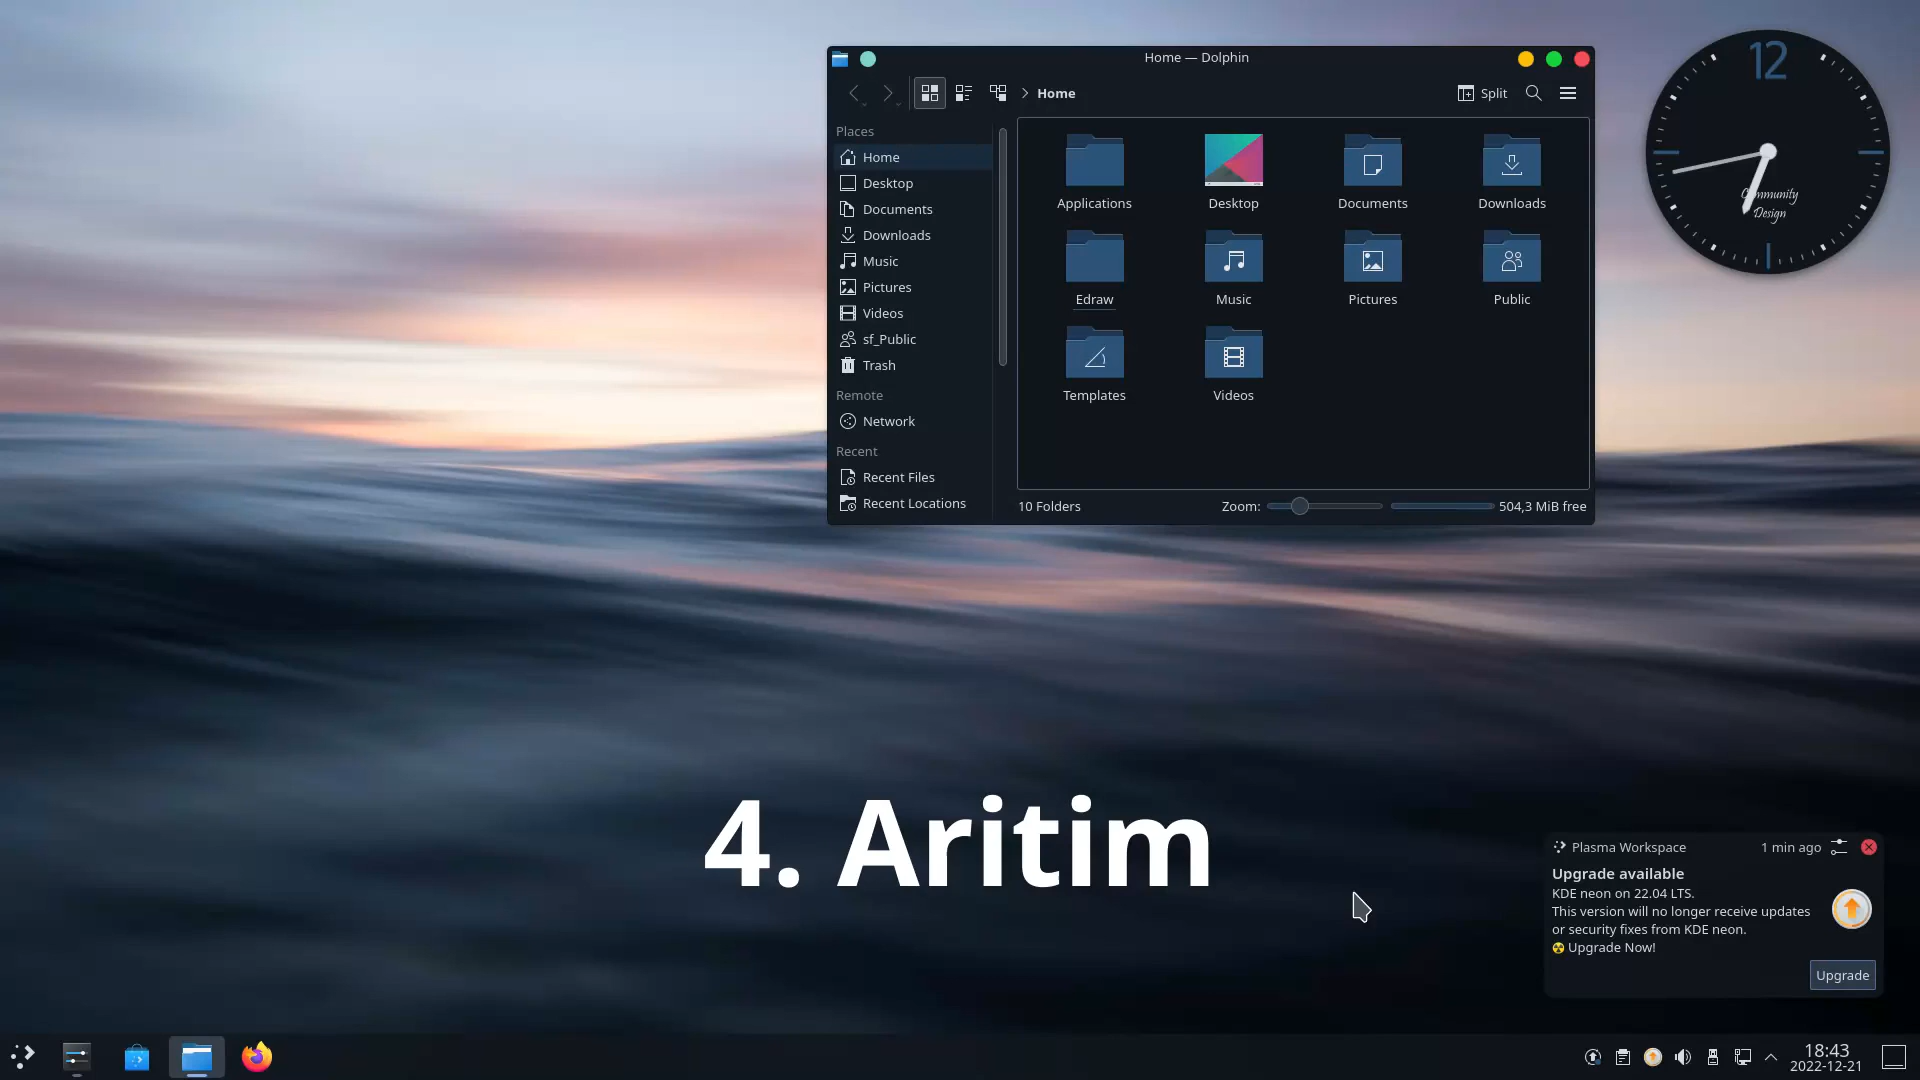 Home — Dolphin
Home
Split
Places
Home
Desktop
Documents
Downloads
Music
Pictures
Videos
sf_Public
Trash
Remote
Network
Recent
Recent Files
Recent Locations
Applications
Desktop
Documents
Downloads
Edraw
Music
Pictures
Public
Templates
Videos
10 Folders
Zoom:
504,3 MiB free
12
Community
Design
4. Aritim
Plasma Workspace
1 min ago
Upgrade available
KDE neon on 22.04 LTS.
This version will no longer receive updates
or security fixes from KDE neon.
Upgrade Now!
Upgrade
18:43
2022-12-21